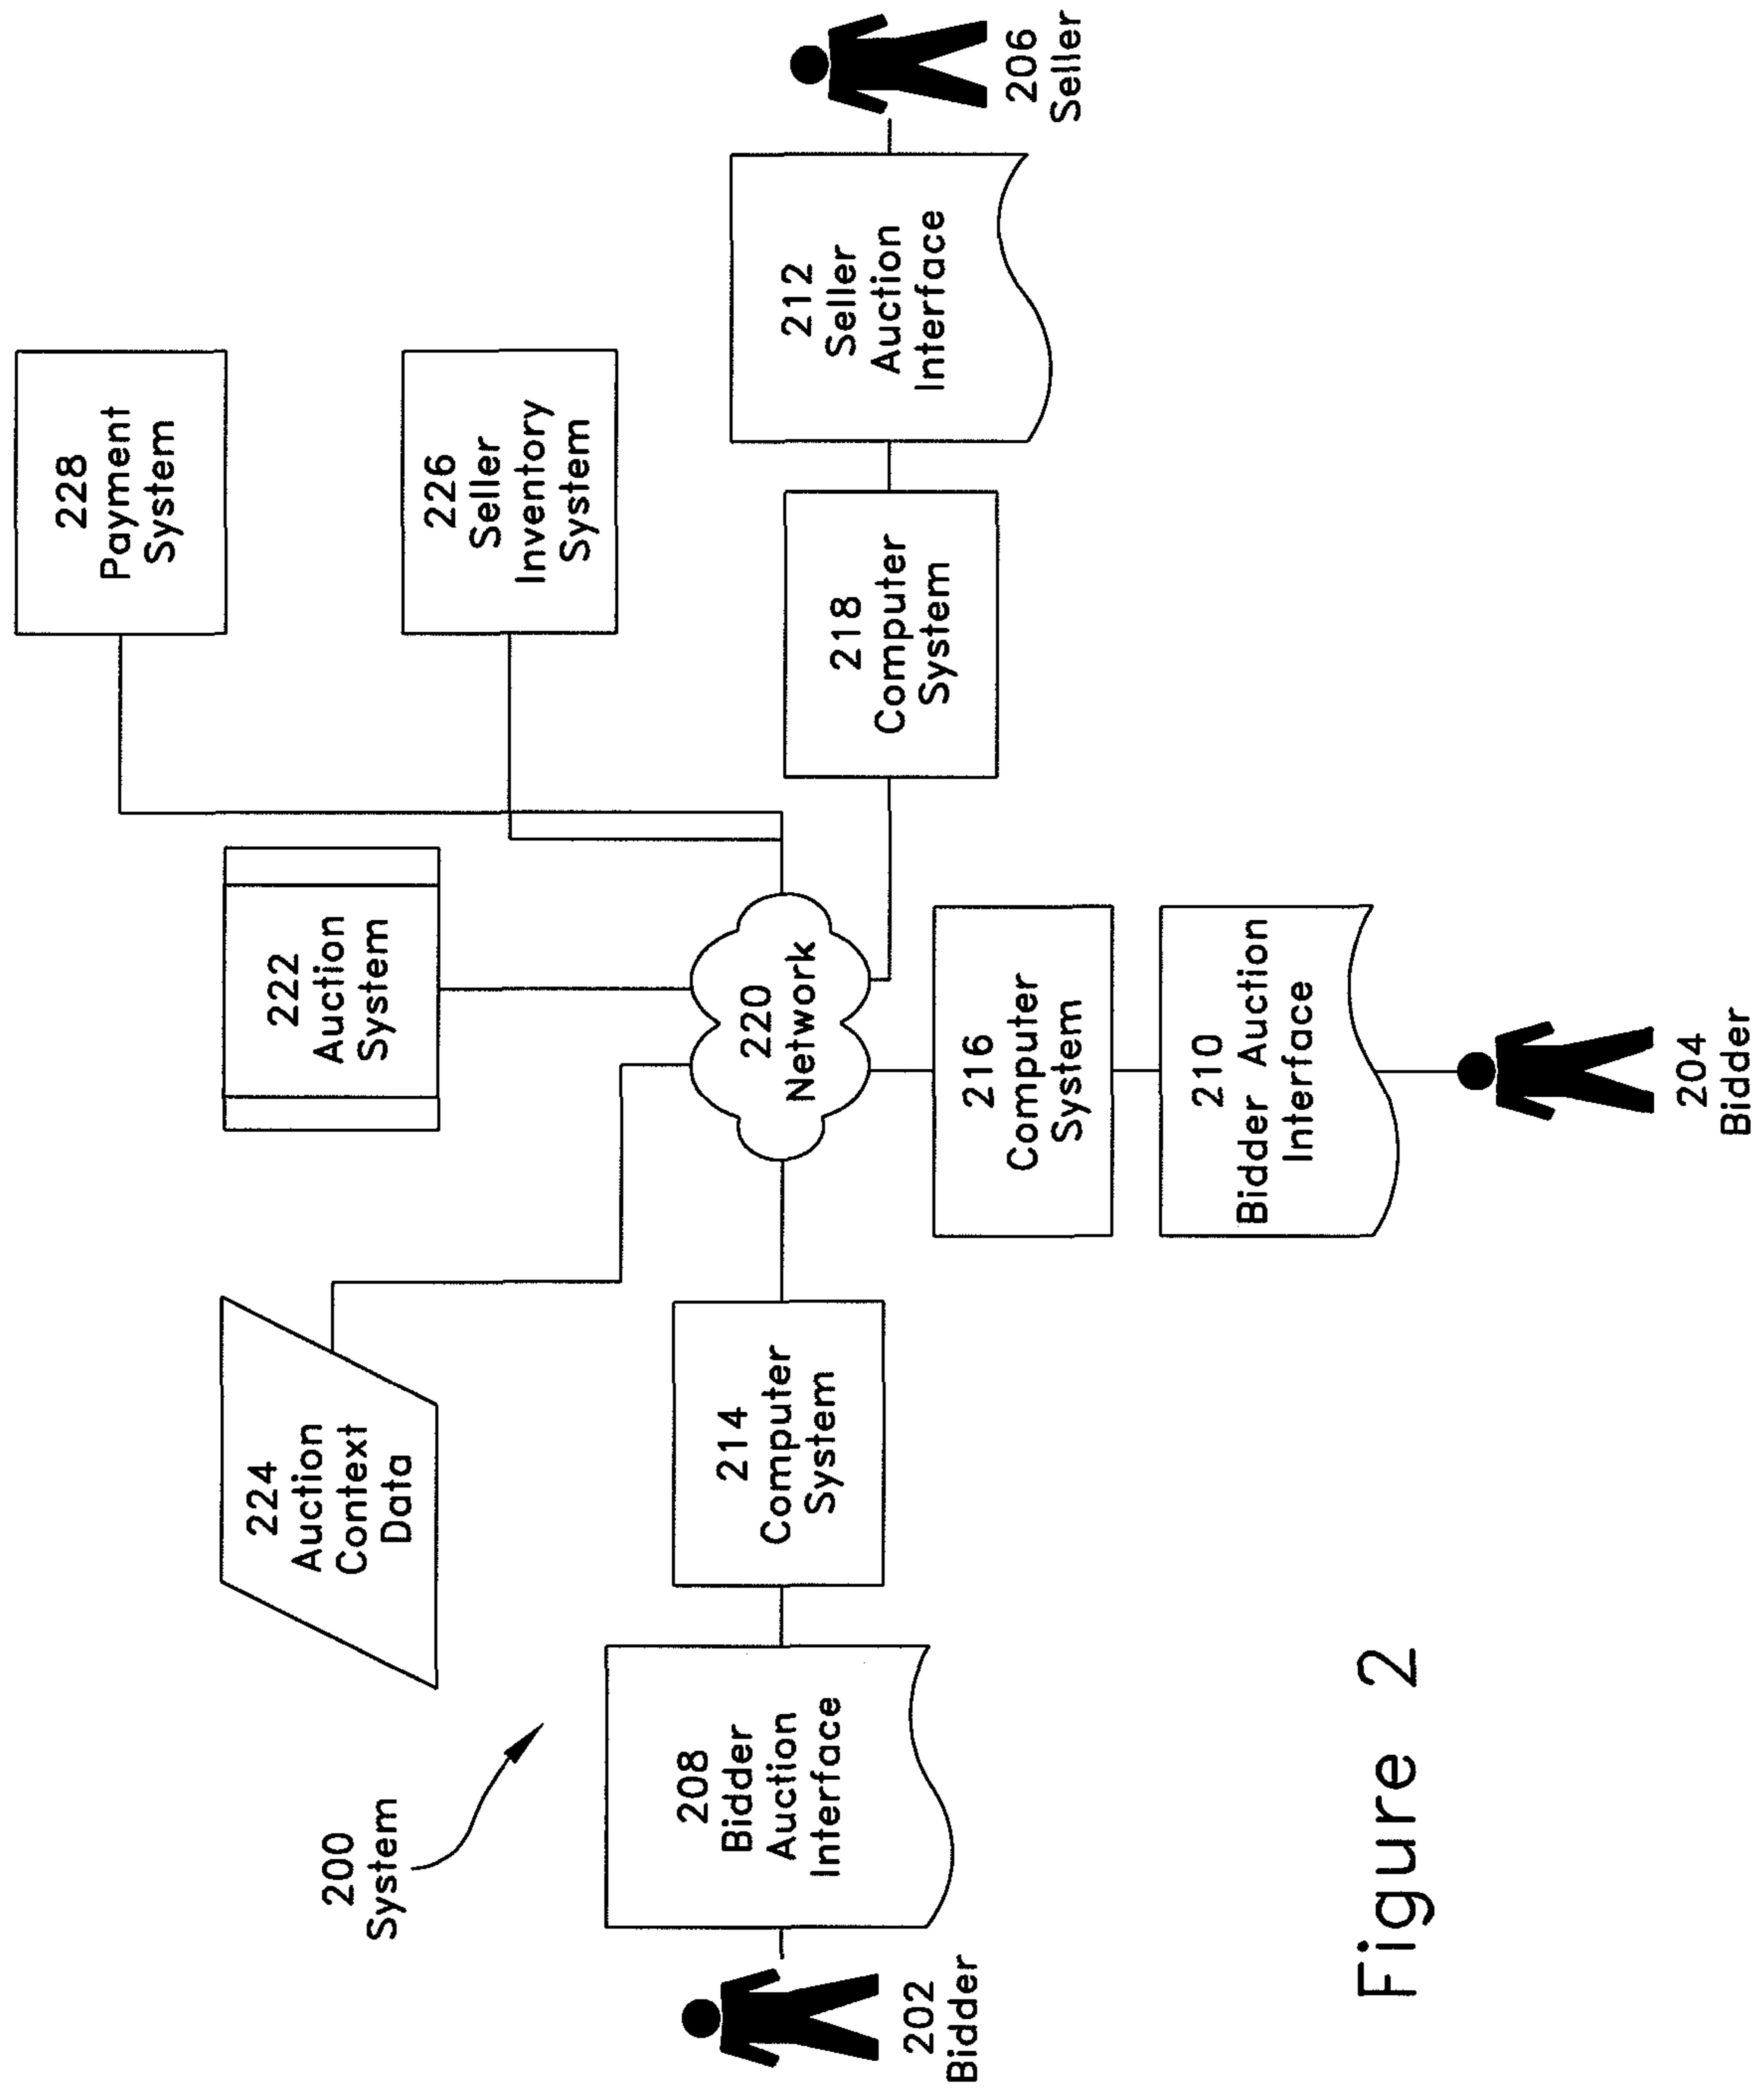 200
System
224
Auction
Context
Data
222
Auction
System
228
Payment
System
226
Seller
Inventory
System
202
Bidder
208
Bidder
Auction
Interface
214
Computer
System
220
Network
218
Computer
System
212
Seller
Auction
Interface
206
Seller
216
Computer
System
210
Bidder Auction
Interface
204
Bidder
Figure 2